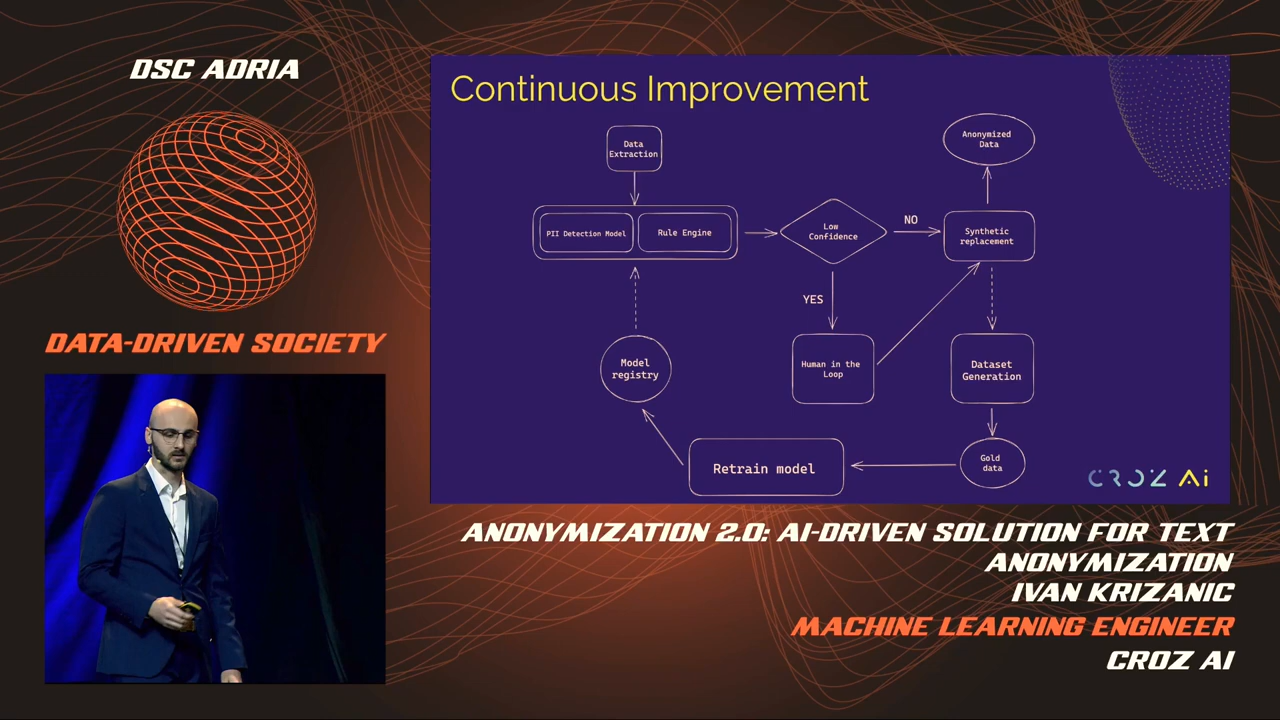 DSC ADRIA
DATA-DRIVEN SOCIETY
Continuous Improvement
Data
Extraction
Anonymized
Data
PII Detection Model
Rule Engine
Low
Confidence
NO
Synthetic
replacement
YES
Model
registry
Human in the
Loop
Dataset
Generation
Retrain model
Gold
data
CROZ Ai
ANONYMIZATION 2.0: AI-DRIVEN SOLUTION FOR TEXT
ANONYMIZATION
IVAN KRIZANIC
MACHINE LEARNING ENGINEER
CROZ AI